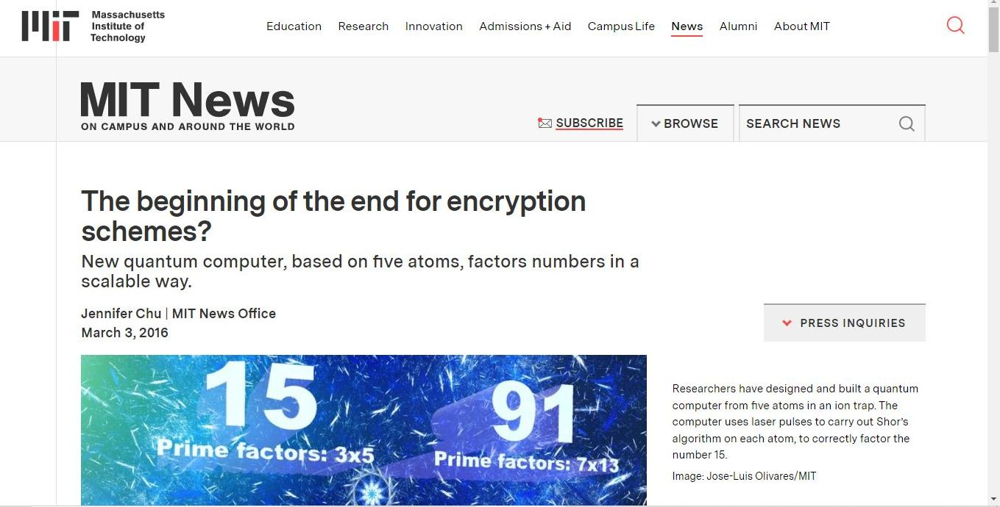 MIT
Massachusetts
Institute of
Technology
Education Research Innovation Admissions + Aid Campus Life News Alumni About MIT
MIT News
ON CAMPUS AND AROUND THE WORLD
SUBSCRIBE BROWSE SEARCH NEWS
The beginning of the end for encryption
schemes?
New quantum computer, based on five atoms, factors numbers in a
scalable way.
Jennifer Chu | MIT News Office
March 3, 2016
PRESS INQUIRIES
15
Prime factors: 3x5
91
Prime factors: 7x13
Researchers have designed and built a quantum
computer from five atoms in an ion trap. The
computer uses laser pulses to carry out Shor’s
algorithm on each atom, to correctly factor the
number 15.
Image: Jose-Luis Olivares/MIT